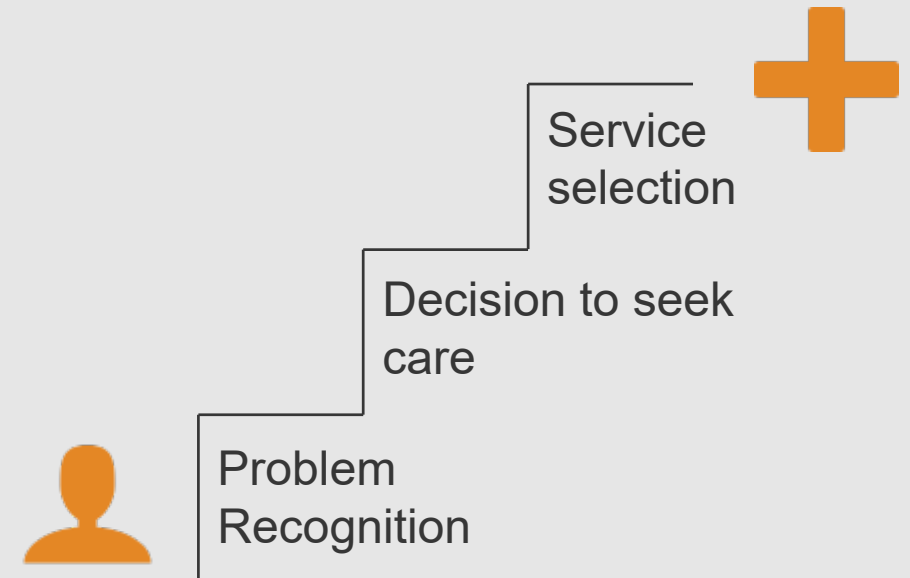 Service
selection
Decision to seek
care
Problem
Recognition